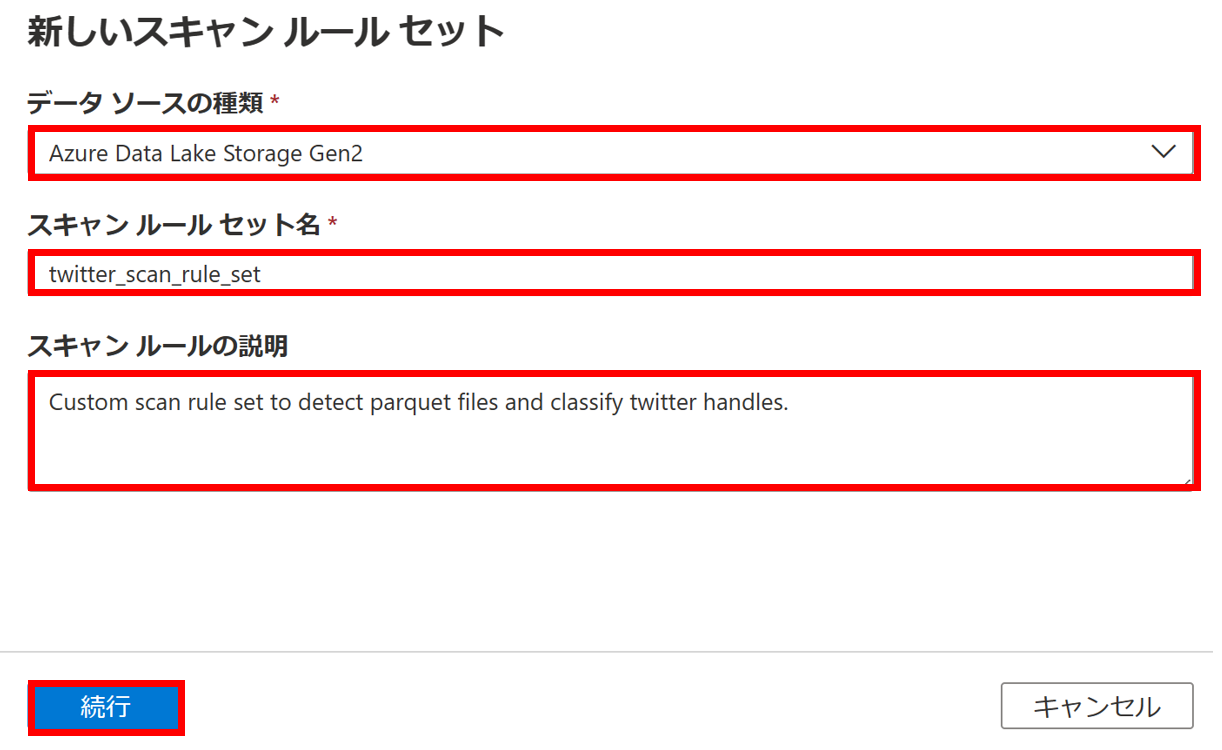 新しいスキャン ルール セット
データ ソースの種類 *
Azure Data Lake Storage Gen2
スキャン ルール セット名 *
twitter_scan_rule_set
スキャン ルールの説明
Custom scan rule set to detect parquet files and classify twitter handles.
続行
キャンセル